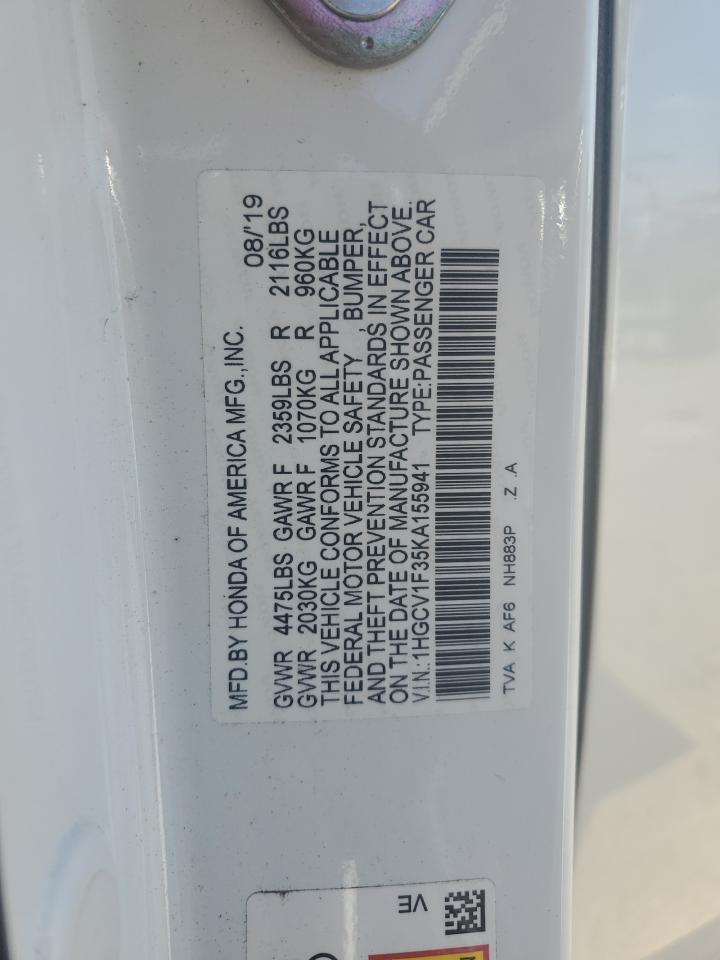 MFD.BY HONDA OF AMERICA MFG.,INC. 08/'19
GVWR 4475LBS GAWR F 2359LBS R 2116LBS
GVWR 2030KG GAWR F 1070KG R 960KG
THIS VEHICLE CONFORMS TO ALL APPLICABLE
FEDERAL MOTOR VEHICLE SAFETY , BUMPER,
AND THEFT PREVENTION STANDARDS IN EFFECT
ON THE DATE OF MANUFACTURE SHOWN ABOVE.
V.I.N.:1HGCV1F35KA155941 TYPE:PASSENGER CAR
TVA K AF6 NH883P .Z .A
VE